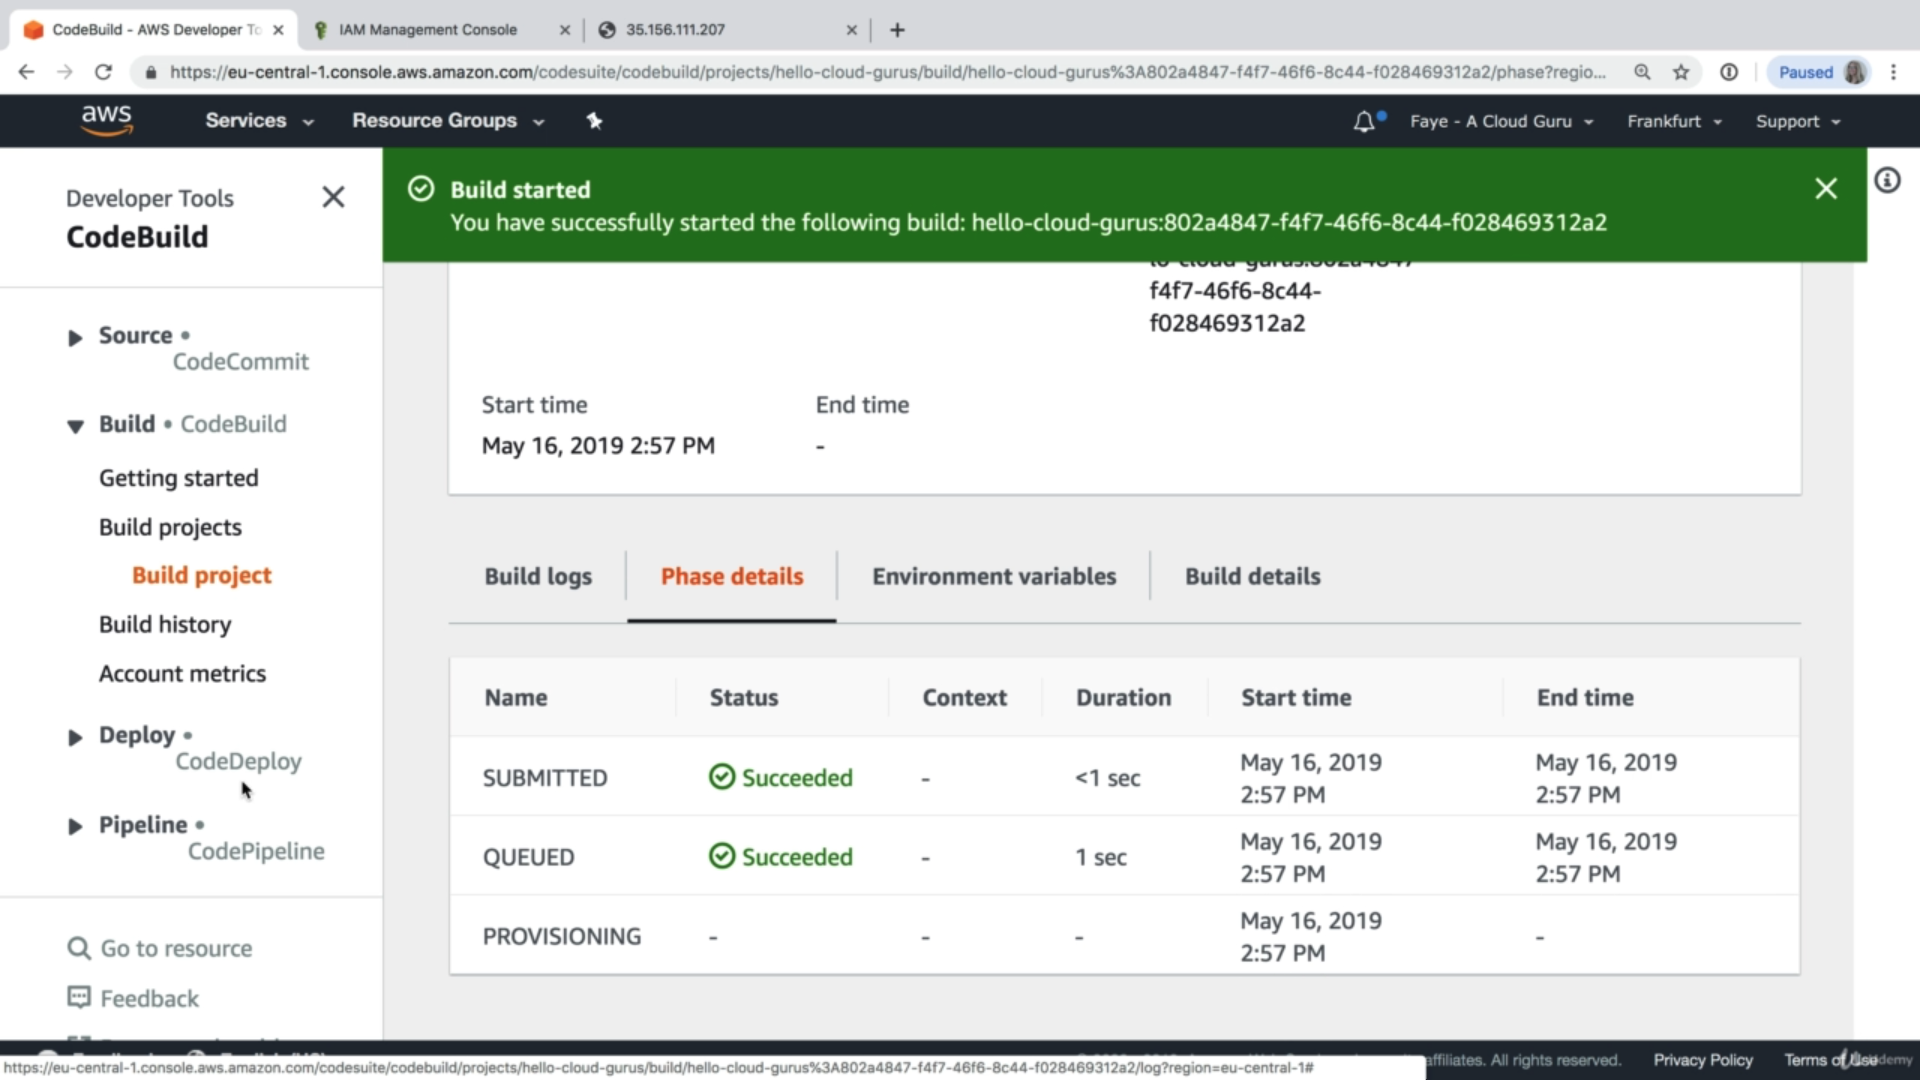 CodeBuild - AWS Developer To
IAM Management Console
35.156.111.207
https://eu-central-1.console.aws.amazon.com/codesuite/codebuild/projects/hello-cloud-gurus/build/hello-cloud-gurus%3A802a4847-f4f7-46f6-8c44-f028469312a2/phase?regio...
Paused
aws
Services
Resource Groups
Faye - A Cloud Guru
Frankfurt
Support
Developer Tools
CodeBuild
Build started
You have successfully started the following build: hello-cloud-gurus:802a4847-f4f7-46f6-8c44-f028469312a2
Source •
CodeCommit
Build • CodeBuild
Getting started
Build projects
Build project
Build history
Account metrics
Deploy •
CodeDeploy
Pipeline •
CodePipeline
Go to resource
Feedback
lo-cloud-gurus:802a4847-
f4f7-46f6-8c44-
f028469312a2
Start time
End time
May 16, 2019 2:57 PM
-
Build logs
Phase details
Environment variables
Build details
Name Status Context Duration Start time End time
SUBMITTED Succeeded - <1 sec May 16, 2019 May 16, 2019
2:57 PM 2:57 PM
QUEUED Succeeded - 1 sec May 16, 2019 May 16, 2019
2:57 PM 2:57 PM
PROVISIONING - - - May 16, 2019 -
2:57 PM
https://eu-central-1.console.aws.amazon.com/codesuite/codebuild/projects/hello-cloud-gurus/build/hello-cloud-gurus%3A802a4847-f4f7-46f6-8c44-f028469312a2/log?region=eu-central-1#
affiliates. All rights reserved.
Privacy Policy
Terms of Use